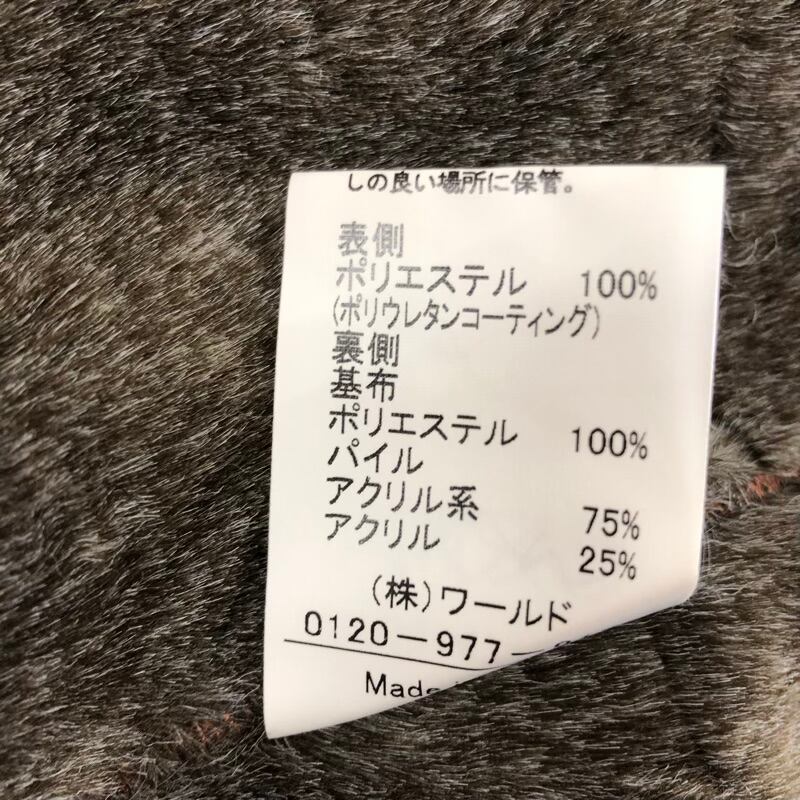 しの良い場所に保管。
表側
ポリエステル 100%
(ポリウレタンコーティング)
裏側
基布
ポリエステル 100%
パイル
アクリル系 75%
アクリル 25%
(株)ワールド
0120-977-
Made